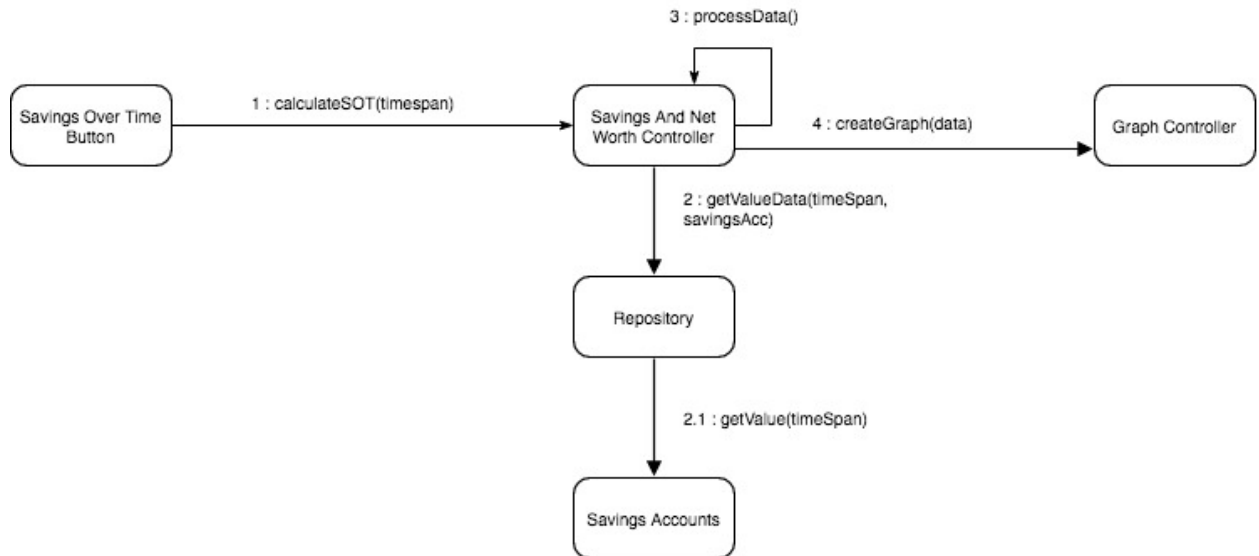 3 : processData()
1 : calculateSOT(timespan)
Savings Over Time
Button
Savings And Net
Worth Controller
4 : createGraph(data)
Graph Controller
2 : getValueData(timeSpan,
savingsAcc)
Repository
2.1 : getValue(timeSpan)
Savings Accounts